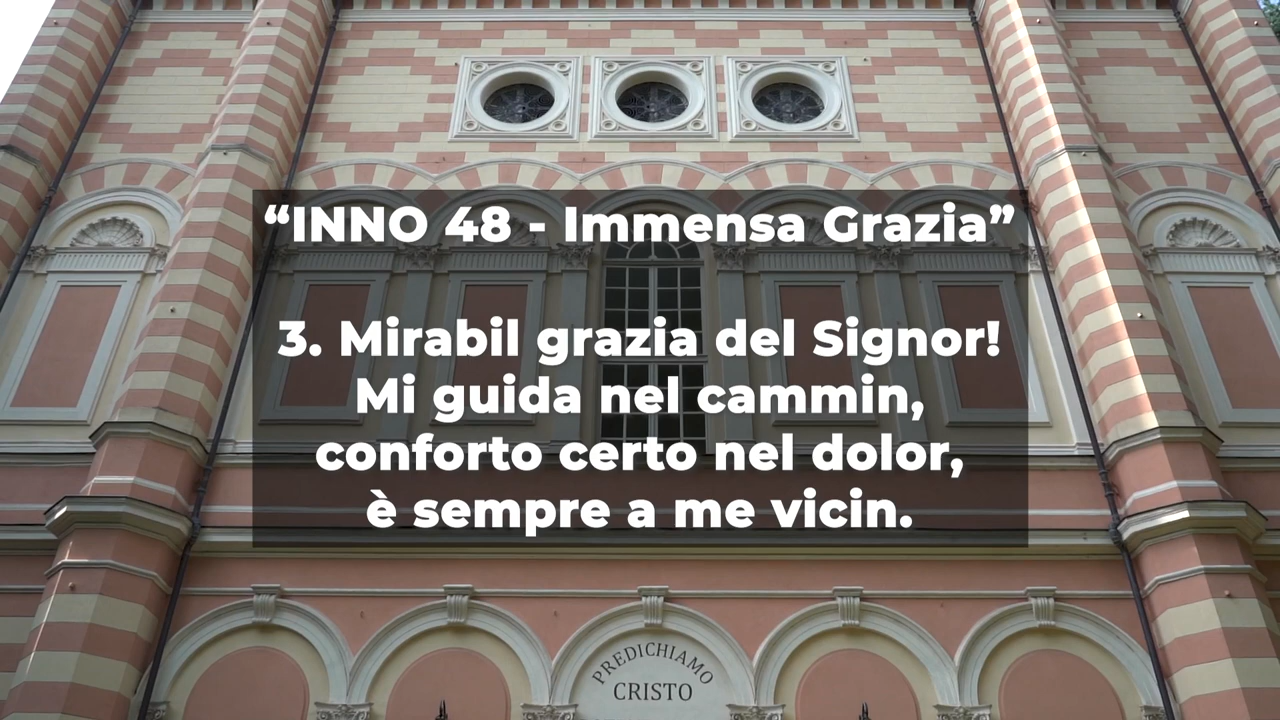 “INNO 48 - Immensa Grazia”
3. Mirabil grazia del Signor!
Mi guida nel cammin,
conforto certo nel dolor,
è sempre a me vicin.
PREDICHIAMO
CRISTO